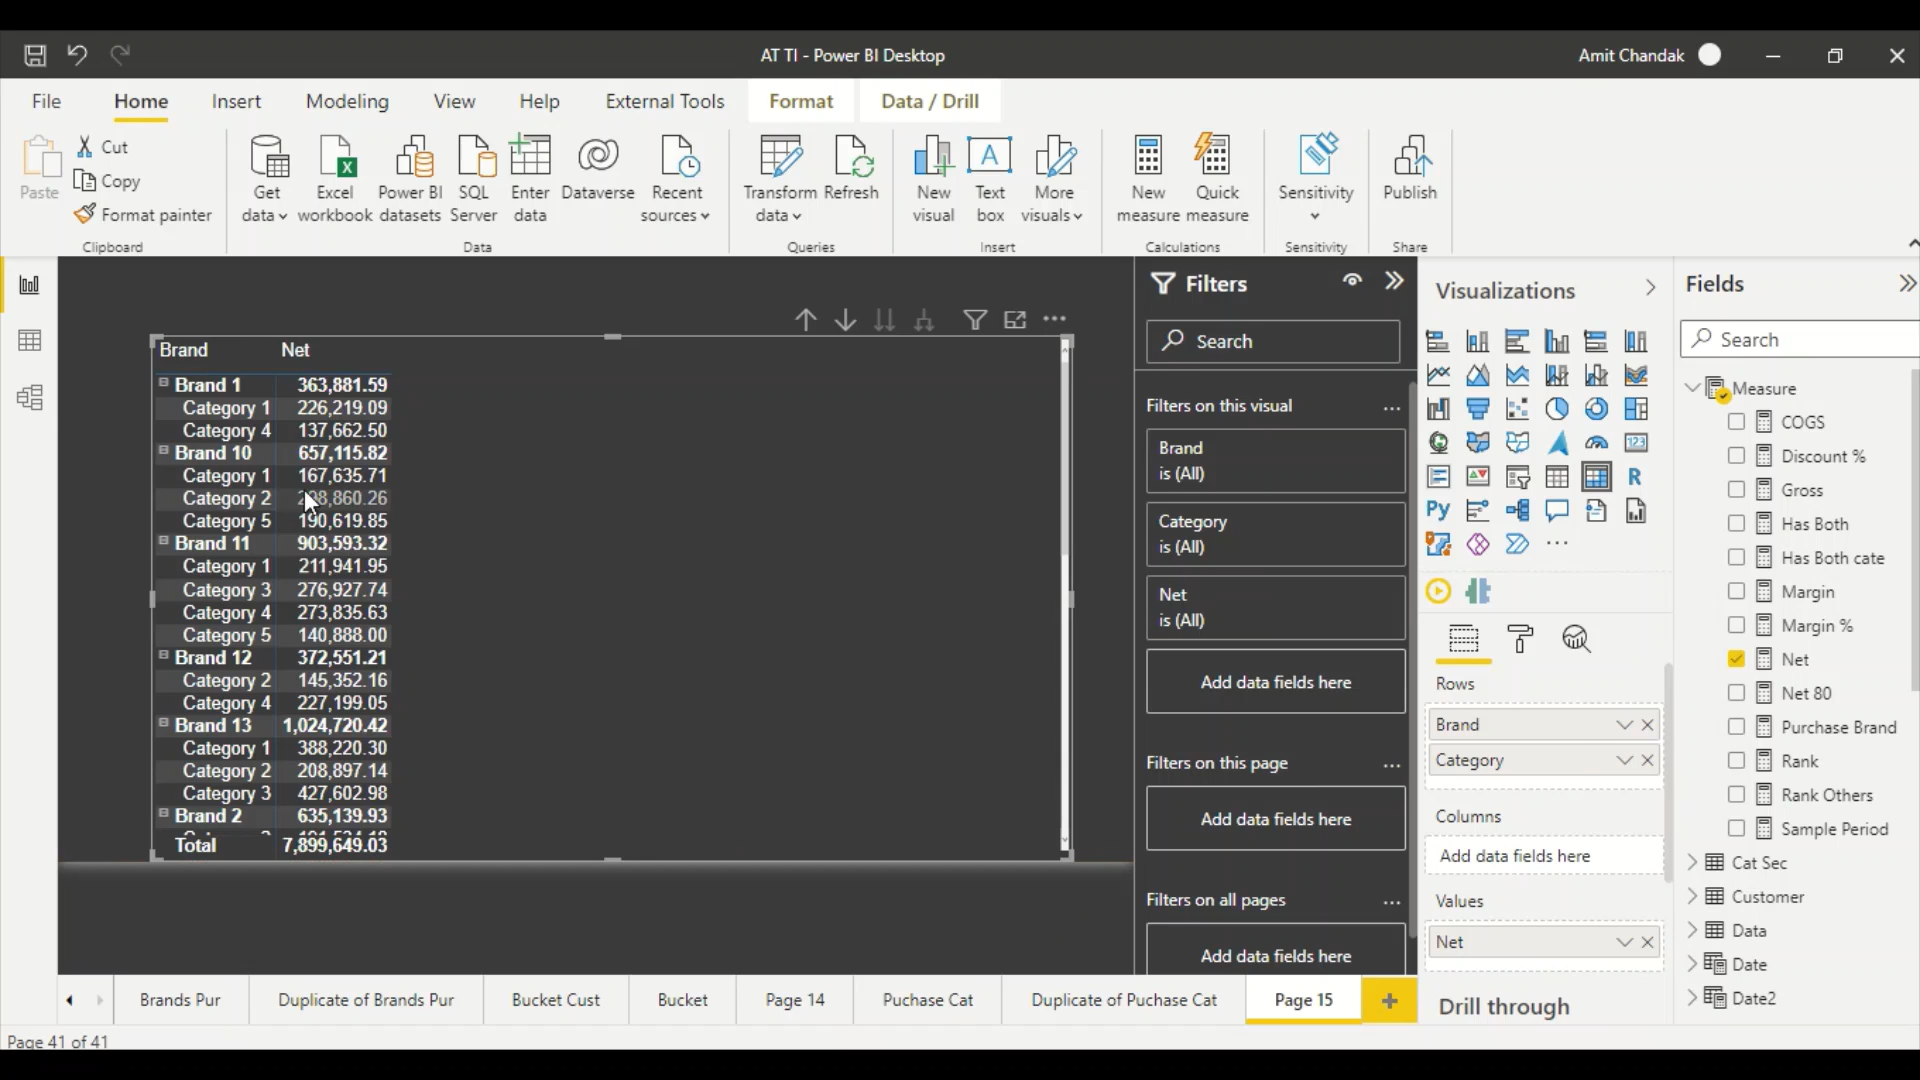 AT TI - Power BI Desktop
Amit Chandak
File Home Insert Modeling View Help External Tools Format Data / Drill
Paste
Cut
Copy
Format painter
Clipboard
Get data
Excel workbook
Power BI datasets
SQL Server
Enter data
Dataverse
Recent sources
Data
Transform data
Refresh
Queries
New visual
Text box
More visuals
Insert
New measure
Quick measure
Calculations
Sensitivity
Sensitivity
Publish
Share
Brand Net
Brand 1 363,881.59
Category 1 226,219.09
Category 4 137,662.50
Brand 10 657,115.82
Category 1 167,635.71
Category 2
Category 5 190,619.85
Brand 11 903,593.32
Category 1 211,941.95
Category 3 276,927.74
Category 4 273,835.63
Category 5 140,888.00
Brand 12 372,551.21
Category 2 145,352.16
Category 4 227,199.05
Brand 13 1,024,720.42
Category 1 388,220.30
Category 2 208,897.14
Category 3 427,602.98
Brand 2 635,139.93
Total 7,899,649.03
Filters
Search
Filters on this visual
Brand
is (All)
Category
is (All)
Net
is (All)
Add data fields here
Filters on this page
Add data fields here
Filters on all pages
Add data fields here
Visualizations
123
R
Py
Rows
Brand
Category
Columns
Add data fields here
Values
Net
Drill through
Fields
Search
Measure
COGS
Discount %
Gross
Has Both
Has Both cate
Margin
Margin %
Net
Net 80
Purchase Brand
Rank
Rank Others
Sample Period
Cat Sec
Customer
Data
Date
Date2
Brands Pur
Duplicate of Brands Pur
Bucket Cust
Bucket
Page 14
Puchase Cat
Duplicate of Puchase Cat
Page 15
Page 41 of 41